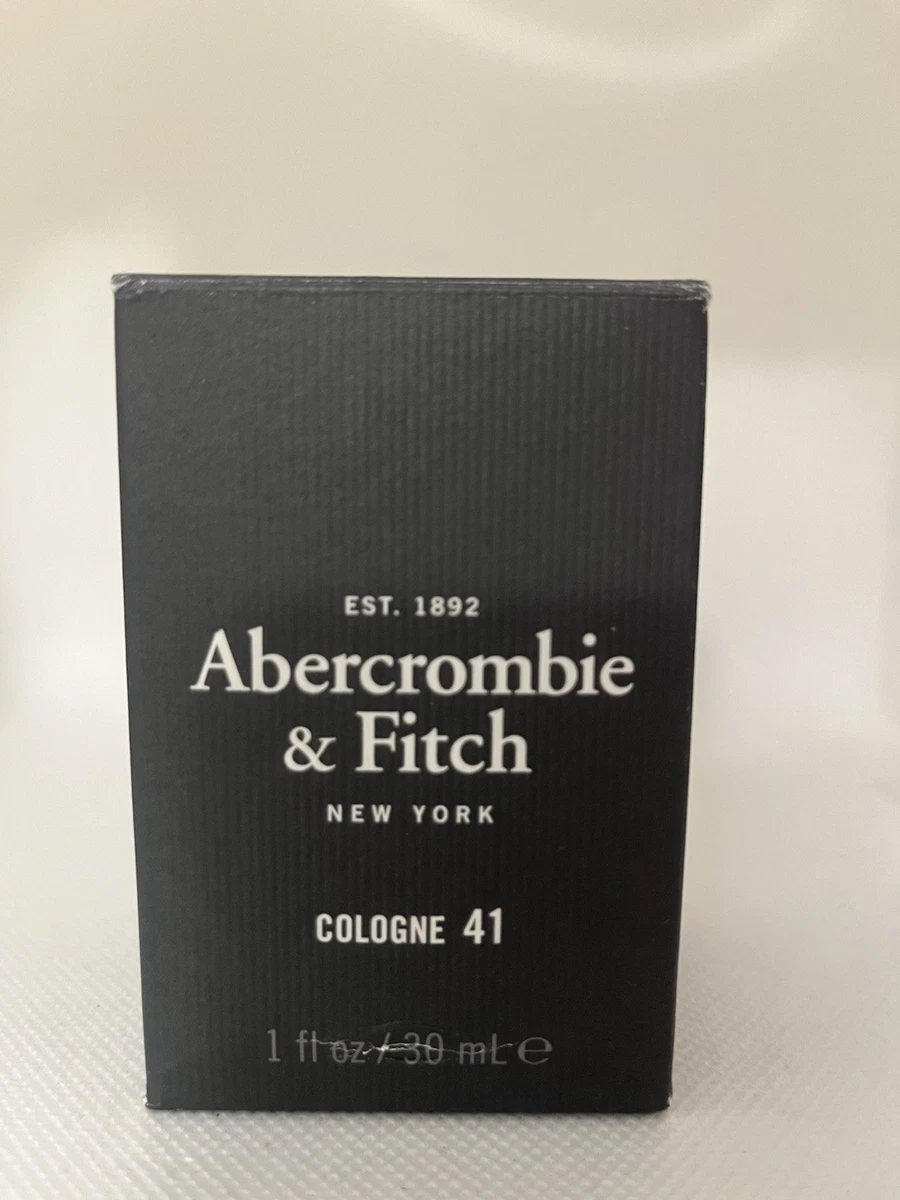 EST. 1892
Abercrombie
& Fitch
NEW YORK
COLOGNE 41
1 fl oz / 30 mL ℮